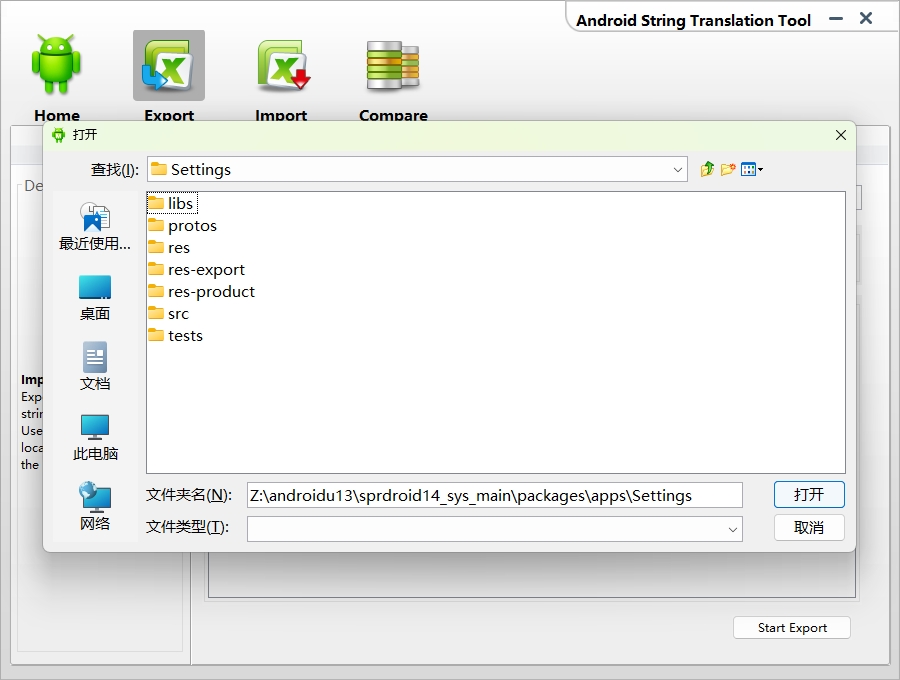 Android String Translation Tool
Home
Export
Import
Compare
打开
查找(I):
Settings
libs
protos
res
res-export
res-product
src
tests
最近使用...
桌面
文档
此电脑
网络
文件夹名(N):
Z:\androidu13\sprdroid14_sys_main\packages\apps\Settings
打开
文件类型(T):
取消
De
Imp
Expo
strin
Use
loca
the
Start Export